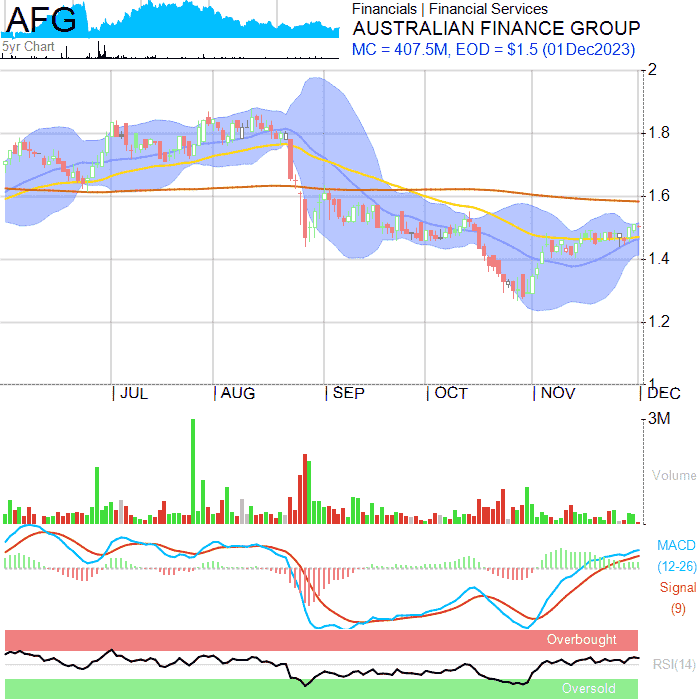 AFG
5yr Chart
Financials | Financial Services
AUSTRALIAN FINANCE GROUP
MC = 407.5M, EOD = $1.5 (01Dec2023)
2
1.8
1.6
1.4
1.2
1
| JUL | AUG | SEP | OCT | NOV | DEC
3M
Volume
MACD
(12-26)
Signal
(9)
Overbought
RSI(14)
Oversold